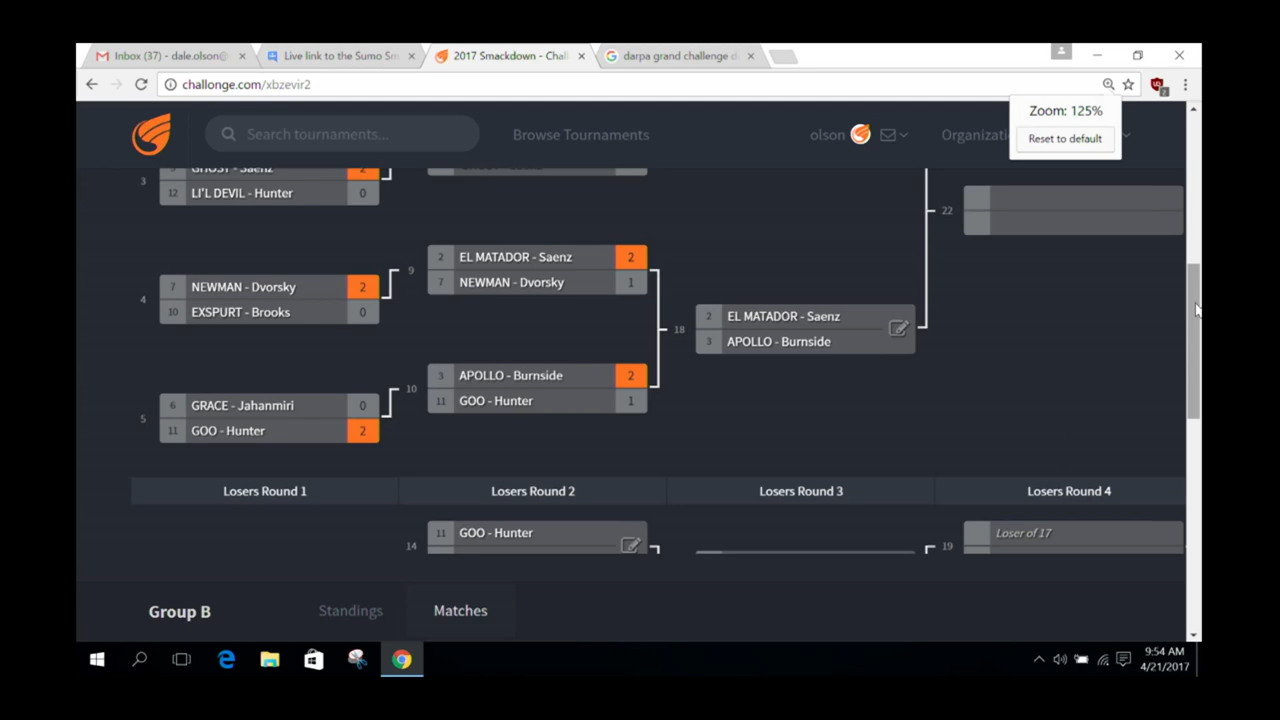 Inbox (37) - dale.olson@
Live link to the Sumo Sm
2017 Smackdown - Chall
darpa grand challenge d
challonge.com/xbzevir2
Zoom: 125%
Reset to default
Search tournaments...
Browse Tournaments
olson
Organizati
3
GHOST - Saenz
2
12 LI'L DEVIL - Hunter 0
22
9
2 EL MATADOR - Saenz 2
7 NEWMAN - Dvorsky 1
4
7 NEWMAN - Dvorsky 2
10 EXSPURT - Brooks 0
18
2 EL MATADOR - Saenz
3 APOLLO - Burnside
10
3 APOLLO - Burnside 2
11 GOO - Hunter 1
5
6 GRACE - Jahanmiri 0
11 GOO - Hunter 2
Losers Round 1
Losers Round 2
Losers Round 3
Losers Round 4
14
11 GOO - Hunter
19
Loser of 17
Group B
Standings
Matches
9:54 AM
4/21/2017